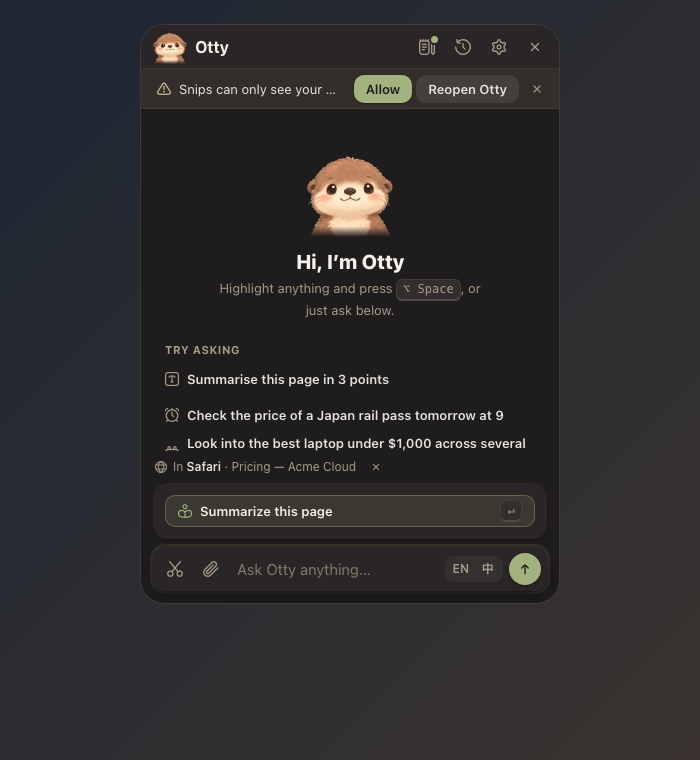 Otty
Snips can only see your ...
Allow
Reopen Otty
Hi, I’m Otty
Highlight anything and press ⌥ Space, or
just ask below.
TRY ASKING
Summarise this page in 3 points
Check the price of a Japan rail pass tomorrow at 9
Look into the best laptop under $1,000 across several
In Safari · Pricing — Acme Cloud
Summarize this page
Ask Otty anything...
EN 中